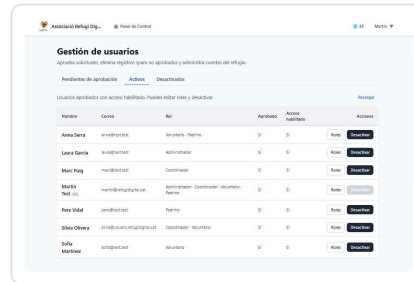 Associació Refugi Dig...
Panel de Control
ES
Martin ▼
Gestión de usuarios
Aprueba solicitudes, elimina registros spam no aprobados y administra cuentas del refugio.
Pendientes de aprobación Activos Desactivados
Usuarios aprobados con acceso habilitado. Puedes editar roles y desactivar.
Recargar
Nombre Correo Rol Aprobado Acceso habilitado Acciones
Anna Serra anna@test.test Voluntario · Padrino Sí Sí Roles Desactivar
Laura García laura@test.test Administrador Sí Sí Roles Desactivar
Marc Puig marc@test.test Coordinador Sí Sí Roles Desactivar
Martin Test martin@refugidigital.cat Administrador · Coordinador · Voluntario · Padrino Sí Sí Roles Desactivar
Pere Vidal pere@test.test Padrino Sí Sí Roles Desactivar
Silvia Olivera Coordinador · Voluntario Sí Sí Roles Desactivar
Sofía Martínez sofia@test.test Voluntario Sí Sí Roles Desactivar